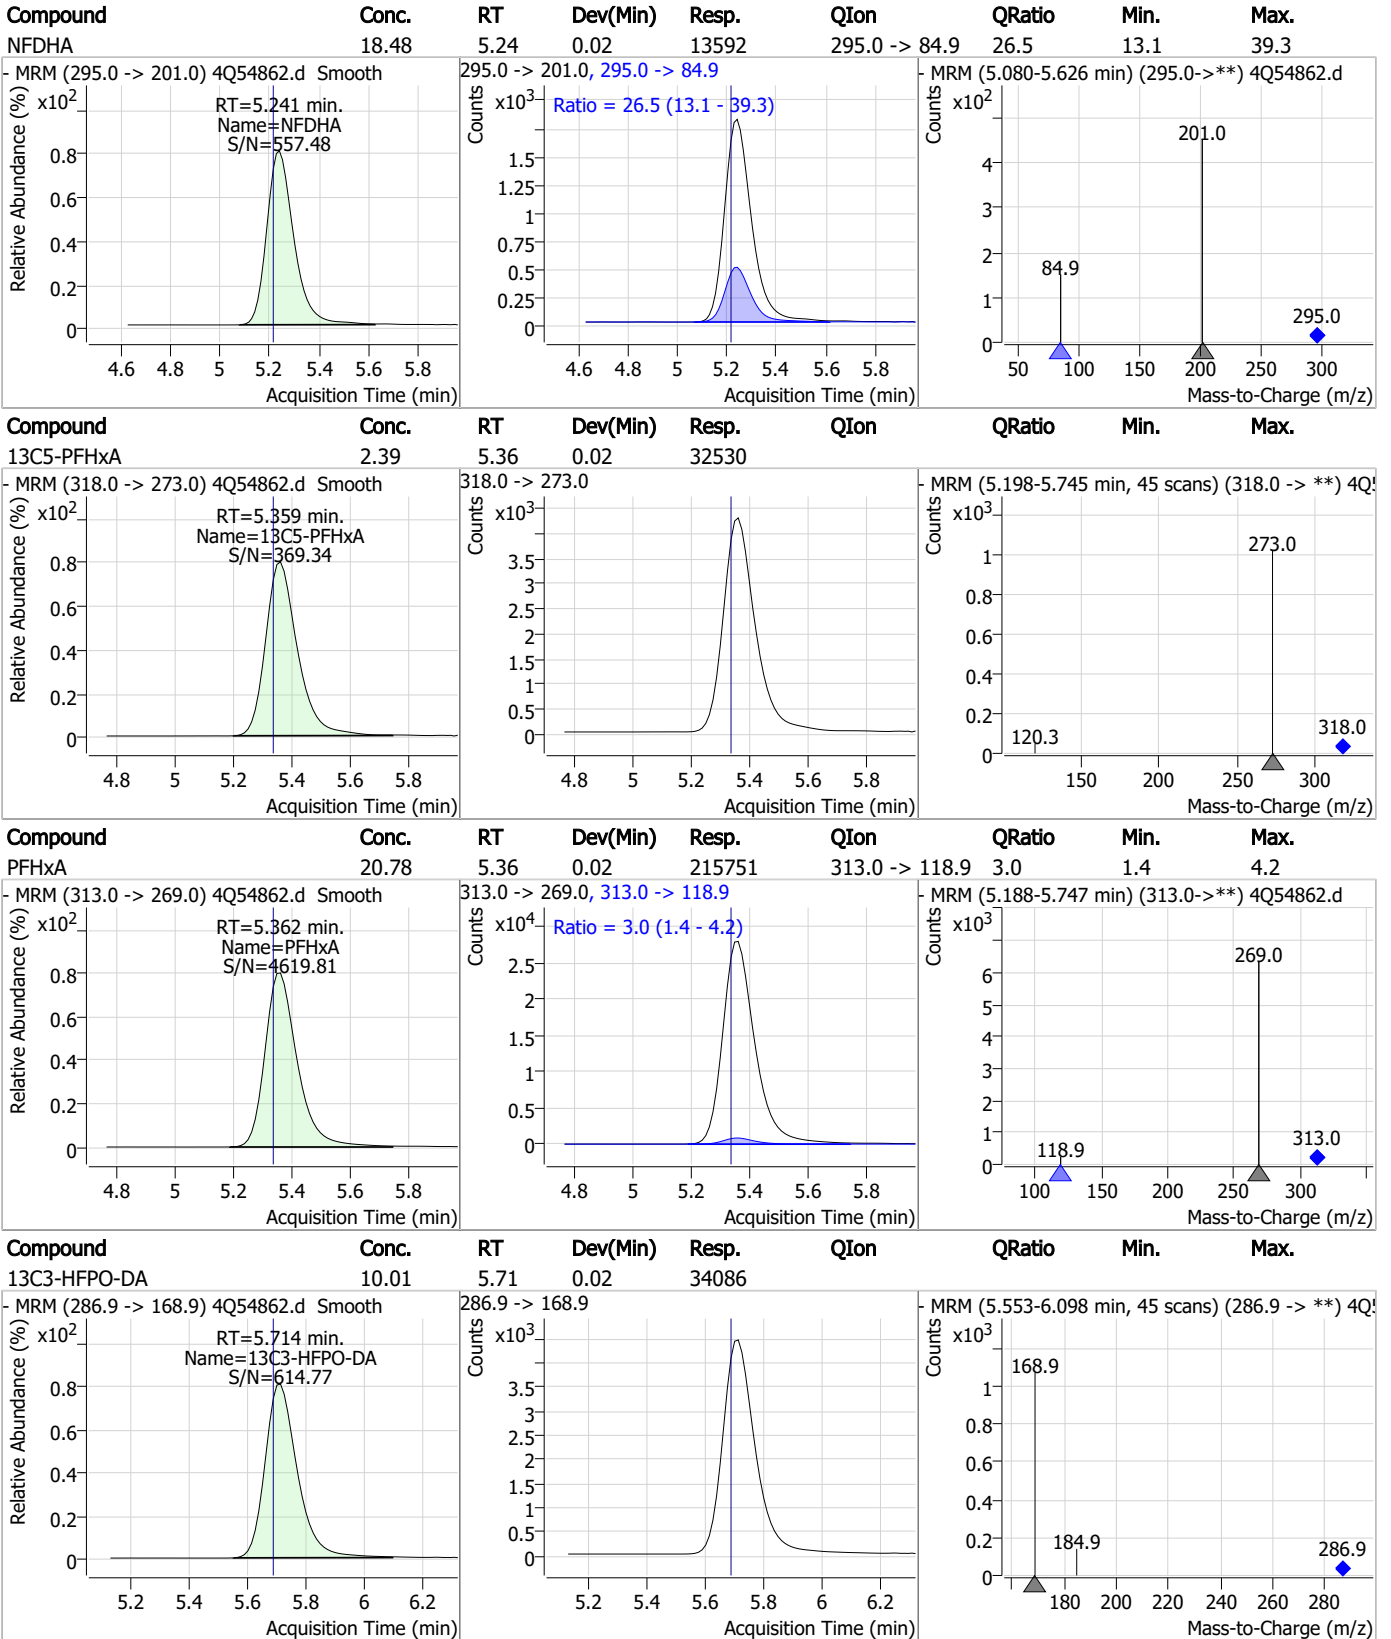 Compound Conc. RT Dev(Min) Resp. QIon QRatio Min. Max.
NFDHA 18.48 5.24 0.02 13592 295.0 -> 84.9 26.5 13.1 39.3
- MRM (295.0 -> 201.0) 4Q54862.d Smooth
Relative Abundance (%)
x10²
RT=5.241 min.
Name=NFDHA
S/N=557.48
0.8
0.6
0.4
0.2
0
4.6 4.8 5 5.2 5.4 5.6 5.8
Acquisition Time (min)
295.0 -> 201.0, 295.0 -> 84.9
Counts
x10³
Ratio = 26.5 (13.1 - 39.3)
1.5
1.25
1
0.75
0.5
0.25
0
4.6 4.8 5 5.2 5.4 5.6 5.8
Acquisition Time (min)
- MRM (5.080-5.626 min) (295.0->**) 4Q54862.d
Counts
x10²
201.0
4
3
2
84.9
1
295.0
0
50 100 150 200 250 300
Mass-to-Charge (m/z)
Compound Conc. RT Dev(Min) Resp. QIon QRatio Min. Max.
13C5-PFHxA 2.39 5.36 0.02 32530
- MRM (318.0 -> 273.0) 4Q54862.d Smooth
Relative Abundance (%)
x10²
RT=5.359 min.
Name=13C5-PFHxA
S/N=369.34
0.8
0.6
0.4
0.2
0
4.8 5 5.2 5.4 5.6 5.8
Acquisition Time (min)
318.0 -> 273.0
Counts
x10³
3.5
3
2.5
2
1.5
1
0.5
0
4.8 5 5.2 5.4 5.6 5.8
Acquisition Time (min)
- MRM (5.198-5.745 min, 45 scans) (318.0 -> **) 4Q5
Counts
x10³
273.0
1
0.8
0.6
0.4
0.2
120.3
318.0
0
150 200 250 300
Mass-to-Charge (m/z)
Compound Conc. RT Dev(Min) Resp. QIon QRatio Min. Max.
PFHxA 20.78 5.36 0.02 215751 313.0 -> 118.9 3.0 1.4 4.2
- MRM (313.0 -> 269.0) 4Q54862.d Smooth
Relative Abundance (%)
x10²
RT=5.362 min.
Name=PFHxA
S/N=4619.81
0.8
0.6
0.4
0.2
0
4.8 5 5.2 5.4 5.6 5.8
Acquisition Time (min)
313.0 -> 269.0, 313.0 -> 118.9
Counts
x10⁴
Ratio = 3.0 (1.4 - 4.2)
2.5
2
1.5
1
0.5
0
4.8 5 5.2 5.4 5.6 5.8
Acquisition Time (min)
- MRM (5.188-5.747 min) (313.0->**) 4Q54862.d
Counts
x10³
269.0
6
5
4
3
2
1
118.9
313.0
0
100 150 200 250 300
Mass-to-Charge (m/z)
Compound Conc. RT Dev(Min) Resp. QIon QRatio Min. Max.
13C3-HFPO-DA 10.01 5.71 0.02 34086
- MRM (286.9 -> 168.9) 4Q54862.d Smooth
Relative Abundance (%)
x10²
RT=5.714 min.
Name=13C3-HFPO-DA
S/N=614.77
0.8
0.6
0.4
0.2
0
5.2 5.4 5.6 5.8 6 6.2
Acquisition Time (min)
286.9 -> 168.9
Counts
x10³
3.5
3
2.5
2
1.5
1
0.5
0
5.2 5.4 5.6 5.8 6 6.2
Acquisition Time (min)
- MRM (5.553-6.098 min, 45 scans) (286.9 -> **) 4Q5
Counts
x10³
168.9
1
0.8
0.6
0.4
0.2
184.9
286.9
0
180 200 220 240 260 280
Mass-to-Charge (m/z)